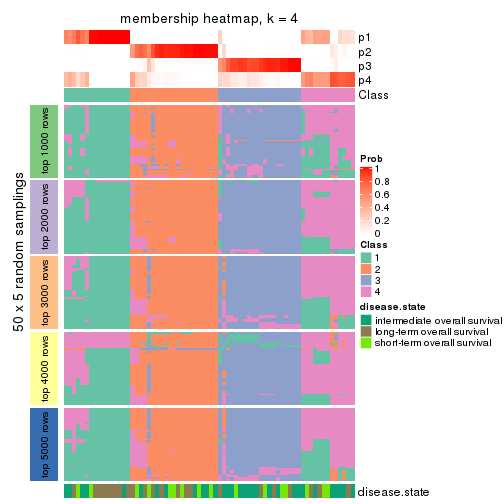 membership heatmap, k = 4
p1
p2
p3
p4
Class
50 x 5 random samplings
top 1000 rows
top 2000 rows
top 3000 rows
top 4000 rows
top 5000 rows
Prob
1
0.8
0.6
0.4
0.2
0
Class
1
2
3
4
disease.state
intermediate overall survival
long-term overall survival
short-term overall survival
disease.state